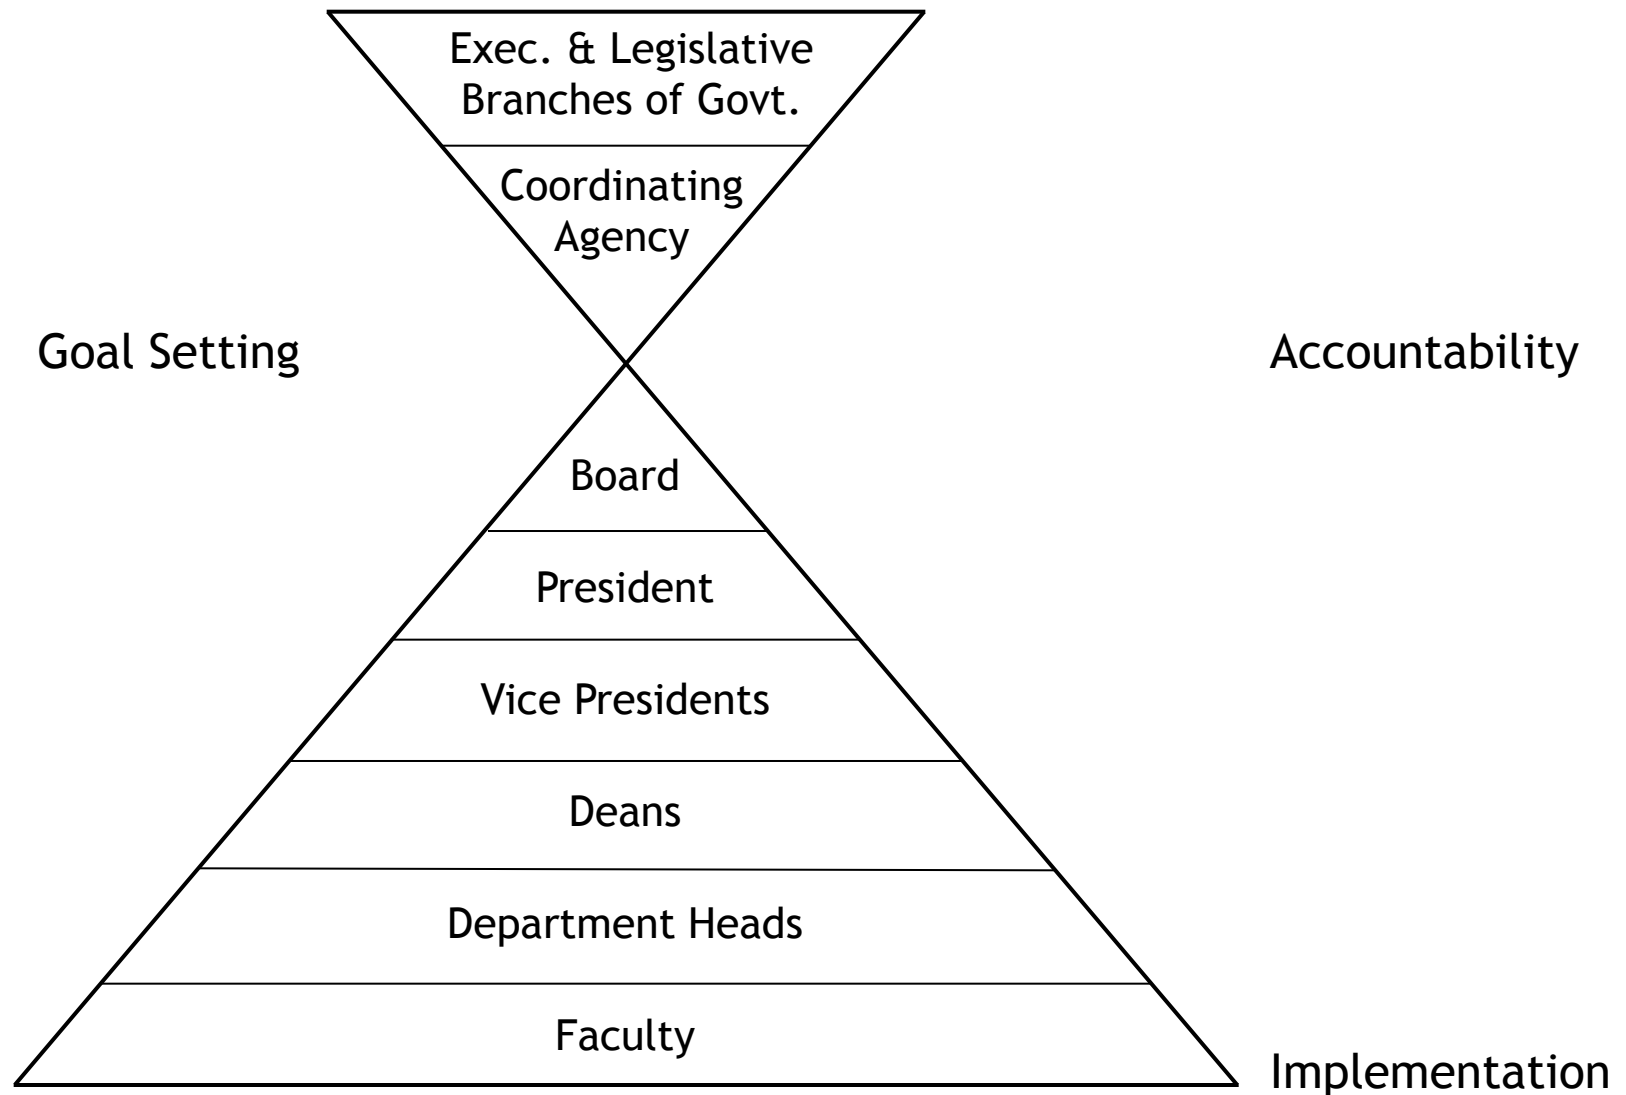 Exec. & Legislative
Branches of Govt.
Coordinating
Agency
Goal Setting
Accountability
Board
President
Vice Presidents
Deans
Department Heads
Faculty
Implementation